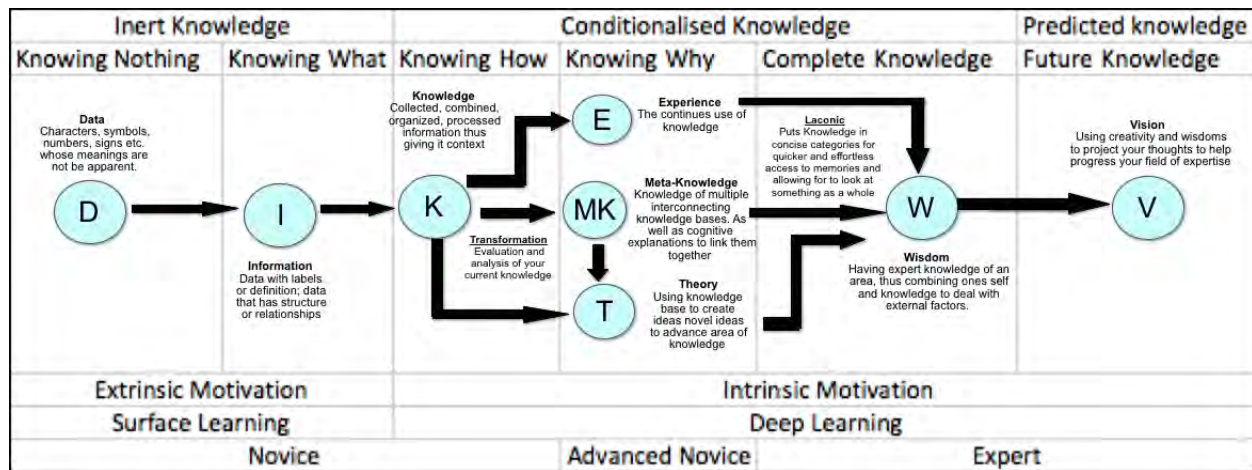 Inert Knowledge
Conditionalised Knowledge
Predicted knowledge
Knowing Nothing
Knowing What
Knowing How
Knowing Why
Complete Knowledge
Future Knowledge
Data
Characters, symbols,
numbers, signs etc.
whose meanings are
not be apparent.
D
I
Information
Data with labels
or definition; data
that has structure
or relationships
Knowledge
Collected, combined,
organized, processed
information thus
giving it context
K
Transformation
Evaluation and
analysis of your
current knowledge
E
Experience
The continues use of
knowledge
MK
Meta-Knowledge
Knowledge of multiple
interconnecting
knowledge bases. As
well as cognitive
explanations to link them
together
T
Theory
Using knowledge
base to create
ideas novel ideas
to advance area of
knowledge
Laconic
Puts Knowledge in
concise categories for
quicker and effortless
access to memories and
allowing for to look at
something as a whole
W
Wisdom
Having expert knowledge of an
area, thus combining ones self
and knowledge to deal with
external factors.
Vision
Using creativity and wisdoms
to project your thoughts to help
progress your field of expertise
V
Extrinsic Motivation
Intrinsic Motivation
Surface Learning
Deep Learning
Novice
Advanced Novice
Expert